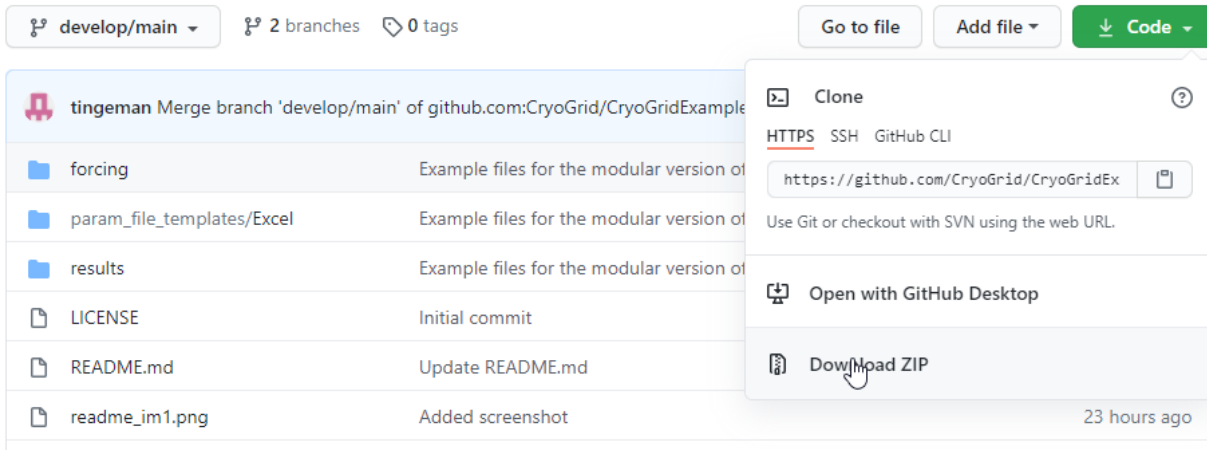 develop/main 2 branches 0 tags Go to file Add file Code
tingeman Merge branch 'develop/main' of github.com:CryoGrid/CryoGridExample
Clone
HTTPS SSH GitHub CLI
https://github.com/CryoGrid/CryoGridEx
Use Git or checkout with SVN using the web URL.
Open with GitHub Desktop
Download ZIP
forcing Example files for the modular version of
param_file_templates/Excel Example files for the modular version of
results Example files for the modular version of
LICENSE Initial commit
README.md Update README.md
readme_im1.png Added screenshot 23 hours ago